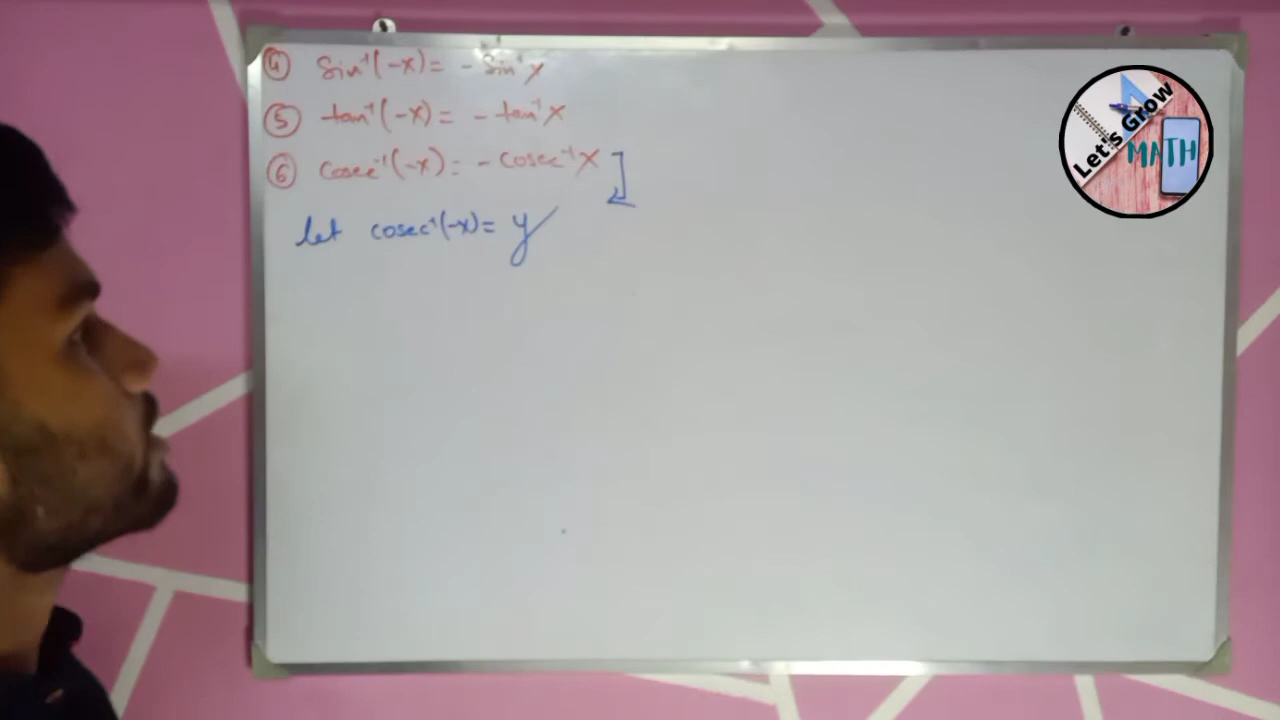 ④ Sin⁻¹(-x) = - Sin⁻¹x
⑤ tan⁻¹(-x) = - tan⁻¹x
⑥ Cosec⁻¹(-x) = - Cosec⁻¹x
let cosec⁻¹(-x) = y
Let's Grow
MATH